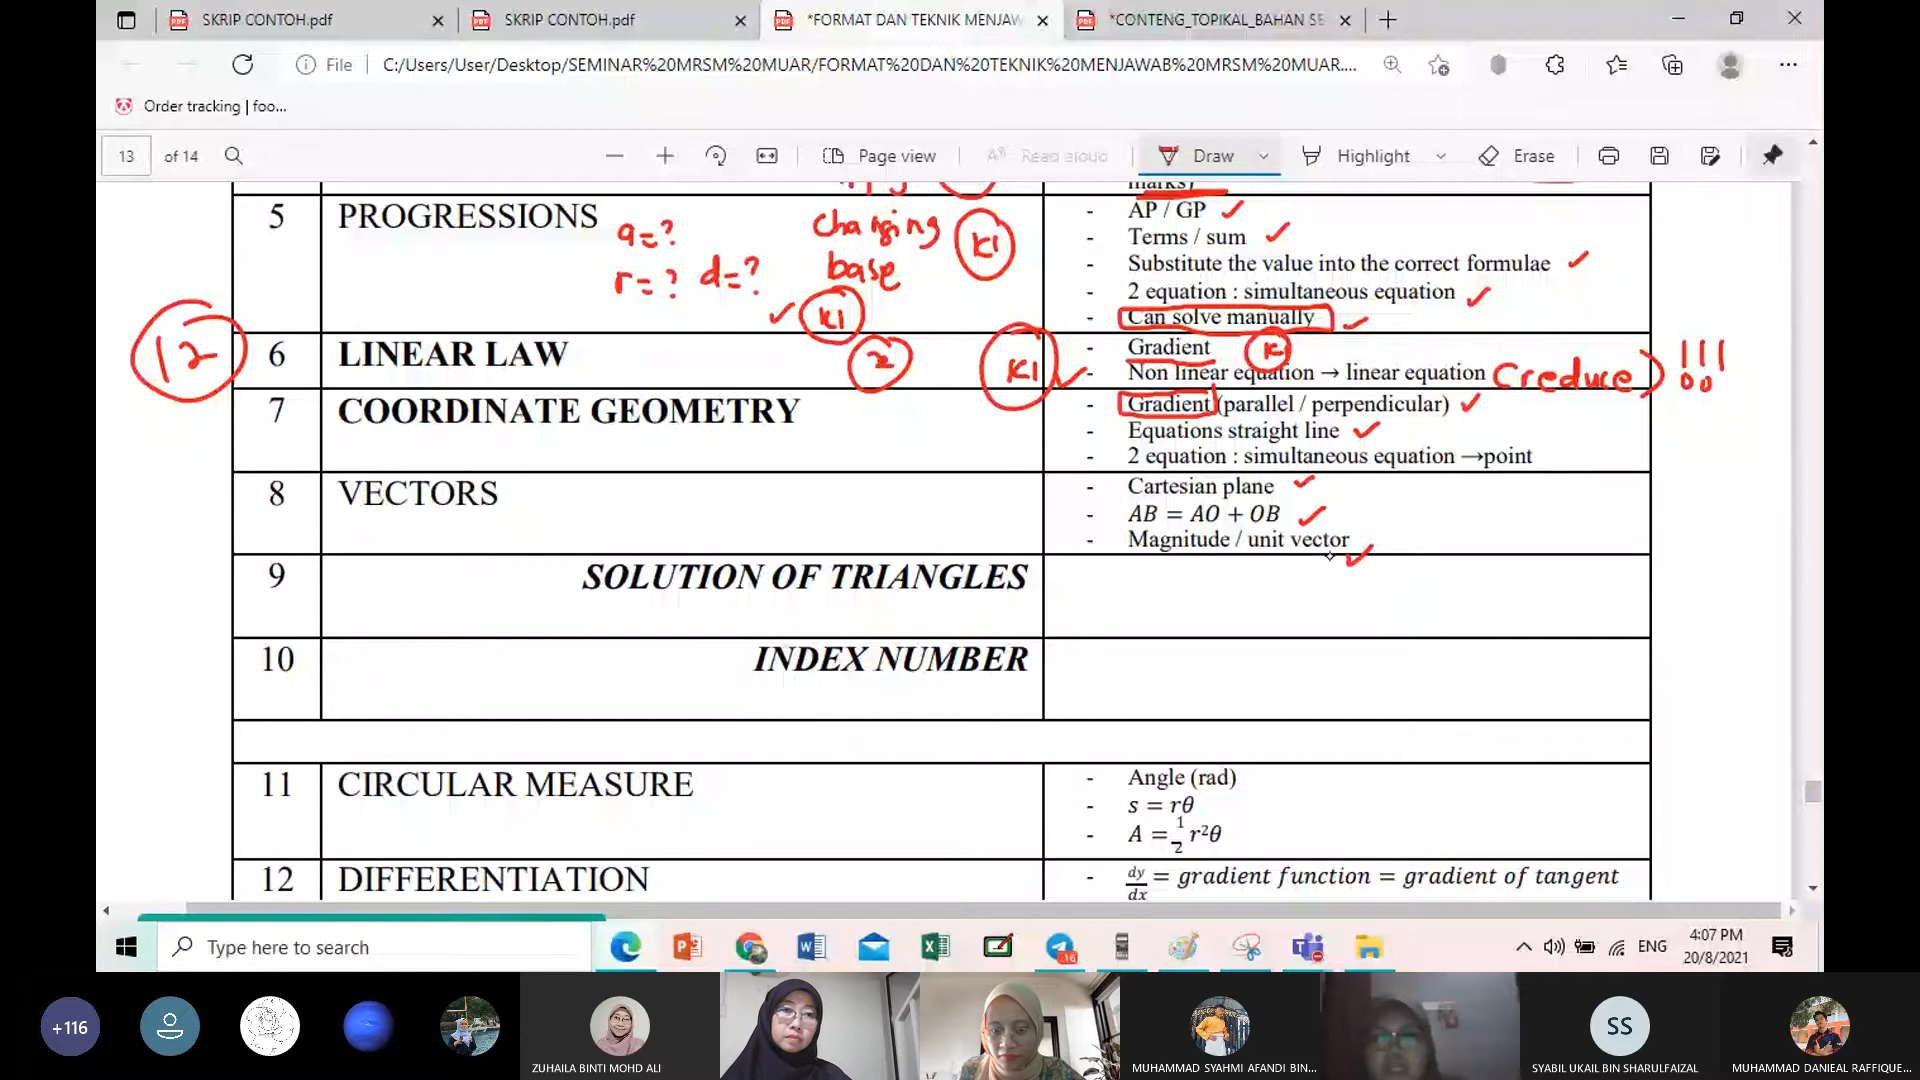 SKRIP CONTOH.pdf
SKRIP CONTOH.pdf
*FORMAT DAN TEKNIK MENJAW
*CONTENG_TOPIKAL_BAHAN SE
File
C:/Users/User/Desktop/SEMINAR%20MRSM%20MUAR/FORMAT%20DAN%20TEKNIK%20MENJAWAB%20MRSM%20MUAR....
Order tracking | foo...
13 of 14
Page view
Read aloud
Draw
Highlight
Erase
marks)
5 PROGRESSIONS
a=?
r=? d=?
changing
base
K1
K1
- AP / GP
- Terms / sum
- Substitute the value into the correct formulae
- 2 equation : simultaneous equation
- Can solve manually
12
6 LINEAR LAW
2
K1
- Gradient
K1
- Non linear equation → linear equation
(reduce) !!!
7 COORDINATE GEOMETRY
- Gradient (parallel / perpendicular)
- Equations straight line
- 2 equation : simultaneous equation →point
8 VECTORS
- Cartesian plane
- AB = AO + OB
- Magnitude / unit vector
9 SOLUTION OF TRIANGLES
10 INDEX NUMBER
11 CIRCULAR MEASURE
- Angle (rad)
- s = rθ
- A = 1/2 r²θ
12 DIFFERENTIATION
- dy/dx = gradient function = gradient of tangent
Type here to search
16
ENG
4:07 PM
20/8/2021
+116
ZUHAILA BINTI MOHD ALI
MUHAMMAD SYAHMI AFANDI BIN...
SS
SYABIL UKAIL BIN SHARULFAIZAL
MUHAMMAD DANIEAL RAFFIQUE...